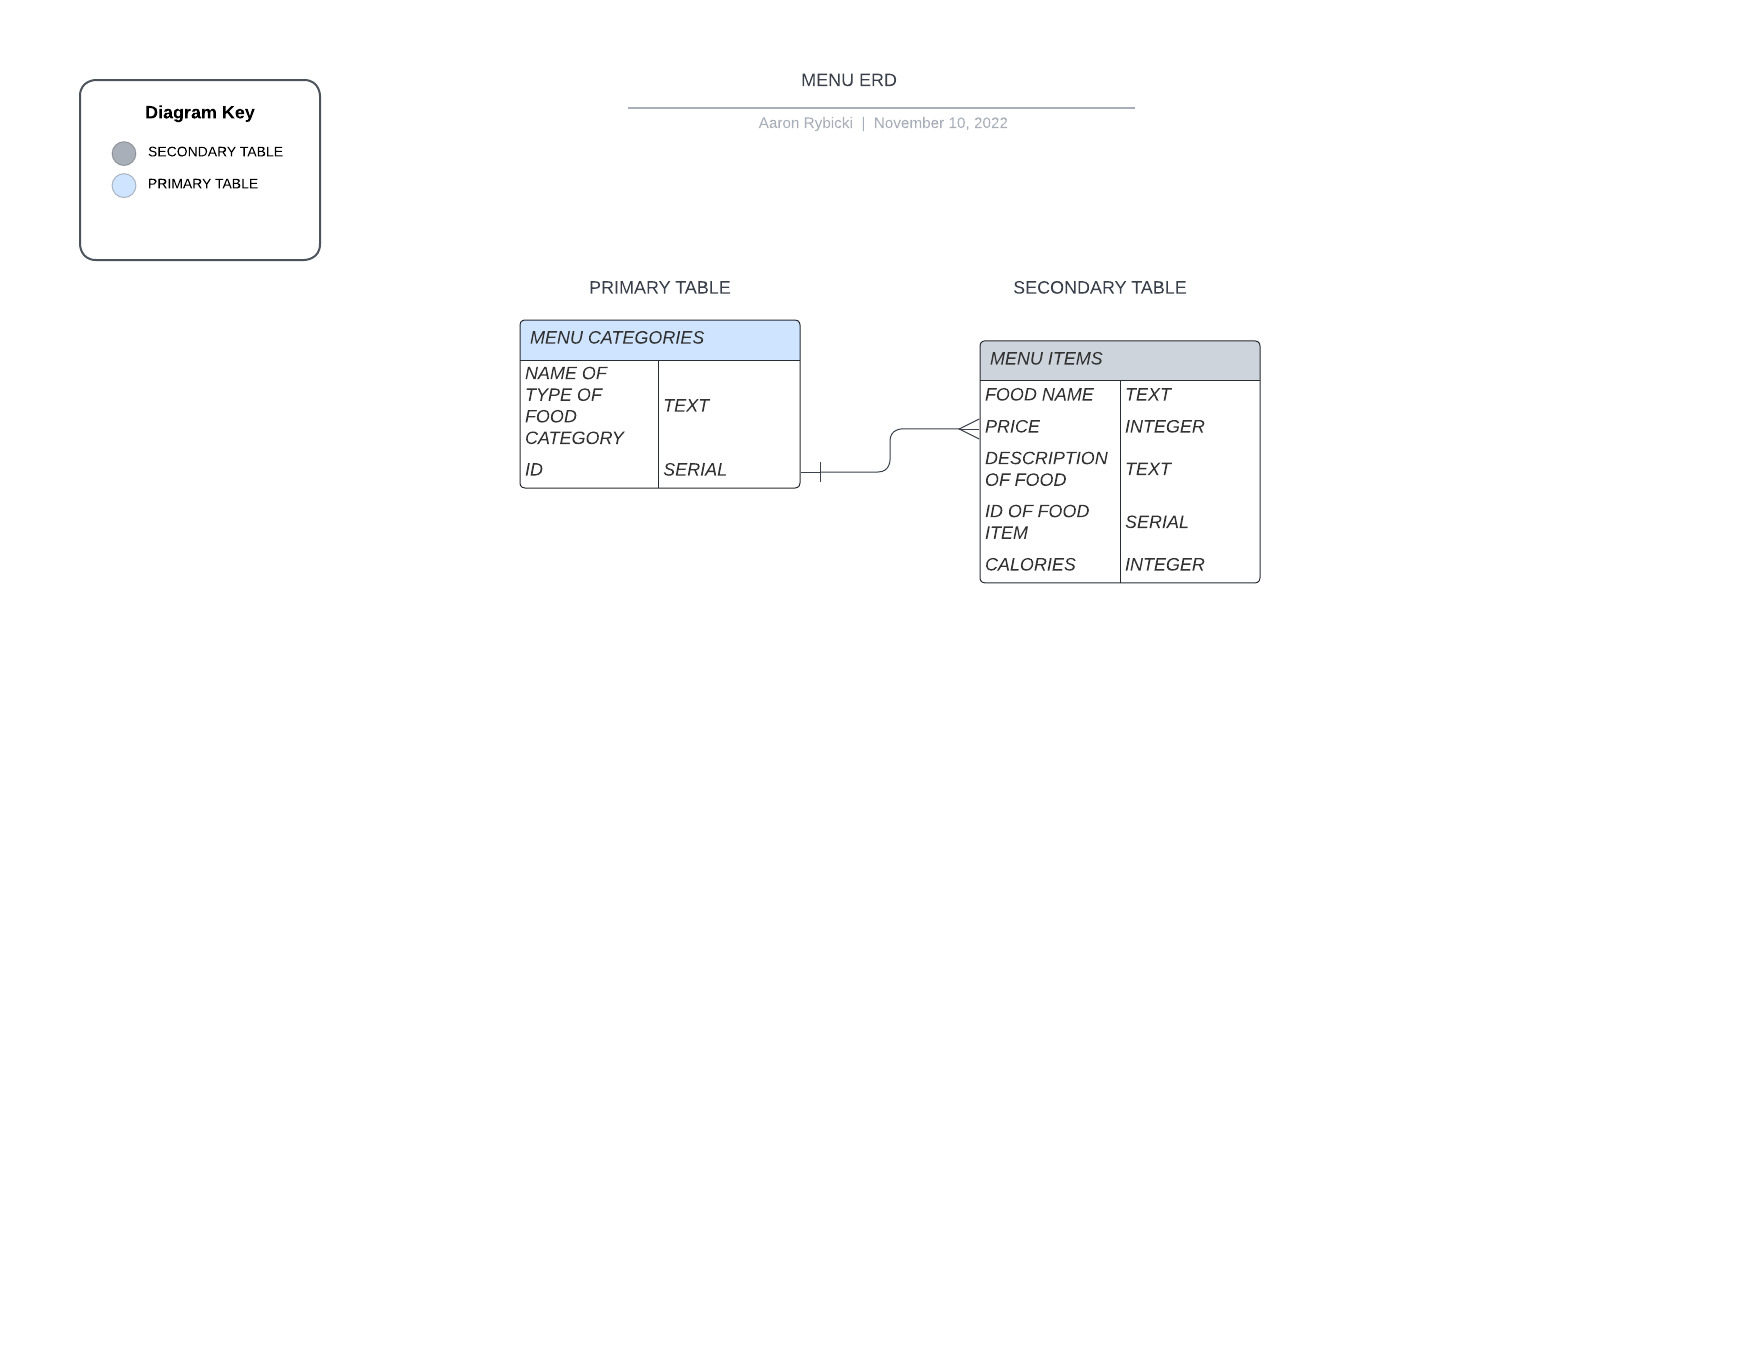 MENU ERD
Aaron Rybicki | November 10, 2022
Diagram Key
SECONDARY TABLE
PRIMARY TABLE
PRIMARY TABLE
MENU CATEGORIES
NAME OF
TYPE OF
FOOD
CATEGORY
TEXT
ID
SERIAL
SECONDARY TABLE
MENU ITEMS
FOOD NAME
TEXT
PRICE
INTEGER
DESCRIPTION
OF FOOD
TEXT
ID OF FOOD
ITEM
SERIAL
CALORIES
INTEGER